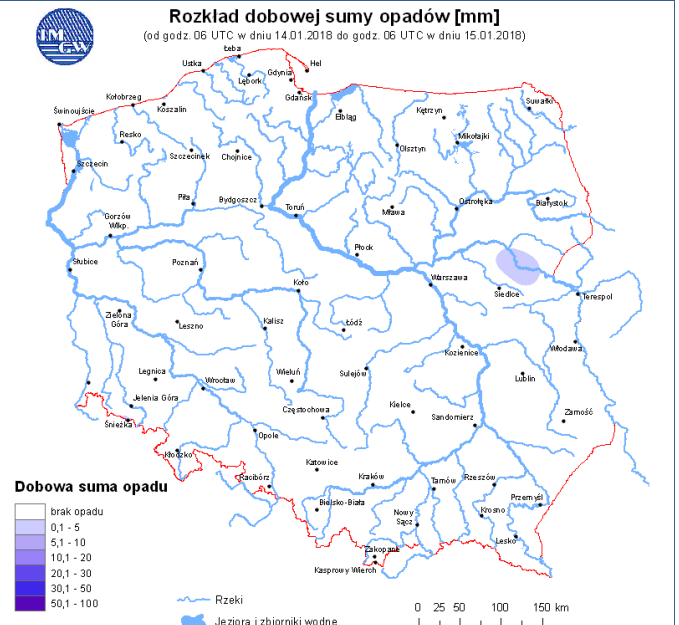 IM
GW
Rozkład dobowej sumy opadów [mm]
(od godz. 06 UTC w dniu 14.01.2018 do godz. 06 UTC w dniu 15.01.2018)
Łeba
Ustka
Hel
Lębork
Gdynia
Gdańsk
Kołobrzeg
Koszalin
Świnoujście
Elbląg
Kętrzyn
Suwałki
Resko
Mikołajki
Olsztyn
Szczecinek
Chojnice
Szczecin
Piła
Bydgoszcz
Toruń
Mława
Ostrołęka
Białystok
Gorzów
Wlkp.
Płock
Słubice
Poznań
Warszawa
Koło
Siedlce
Terespol
Zielona
Góra
Leszno
Kalisz
Łódź
Kozienice
Włodawa
Legnica
Wrocław
Wieluń
Sulejów
Lublin
Jelenia Góra
Śnieżka
Częstochowa
Kielce
Sandomierz
Zamość
Opole
Kłodzko
Katowice
Racibórz
Kraków
Tarnów
Rzeszów
Przemyśl
Bielsko-Biała
Nowy
Sącz
Krosno
Lesko
Zakopane
Kasprowy Wierch
Dobowa suma opadu
brak opadu
0,1 - 5
5,1 - 10
10,1 - 20
20,1 - 30
30,1 - 50
50,1 - 100
Rzeki
Jeziora i zbiorniki wodne
0 25 50 100 150 km